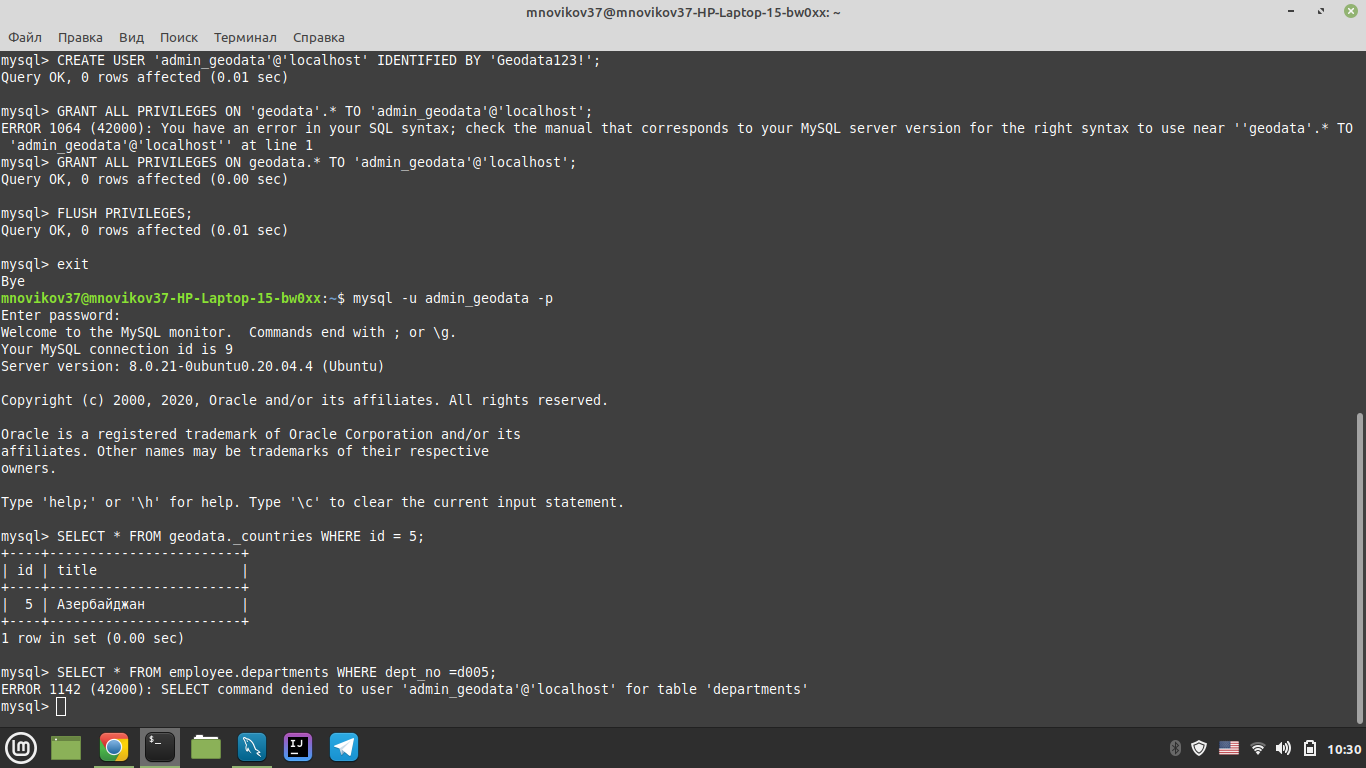 mnovikov37@mnovikov37-HP-Laptop-15-bw0xx: ~
Файл Правка Вид Поиск Терминал Справка
mysql> CREATE USER 'admin_geodata'@'localhost' IDENTIFIED BY 'Geodata123!';
Query OK, 0 rows affected (0.01 sec)
mysql> GRANT ALL PRIVILEGES ON 'geodata'.* TO 'admin_geodata'@'localhost';
ERROR 1064 (42000): You have an error in your SQL syntax; check the manual that corresponds to your MySQL server version for the right syntax to use near ''geodata'.* TO
'admin_geodata'@'localhost'' at line 1
mysql> GRANT ALL PRIVILEGES ON geodata.* TO 'admin_geodata'@'localhost';
Query OK, 0 rows affected (0.00 sec)
mysql> FLUSH PRIVILEGES;
Query OK, 0 rows affected (0.01 sec)
mysql> exit
Bye
mnovikov37@mnovikov37-HP-Laptop-15-bw0xx:~$ mysql -u admin_geodata -p
Enter password:
Welcome to the MySQL monitor.  Commands end with ; or \g.
Your MySQL connection id is 9
Server version: 8.0.21-0ubuntu0.20.04.4 (Ubuntu)
Copyright (c) 2000, 2020, Oracle and/or its affiliates. All rights reserved.
Oracle is a registered trademark of Oracle Corporation and/or its
affiliates. Other names may be trademarks of their respective
owners.
Type 'help;' or '\h' for help. Type '\c' to clear the current input statement.
mysql> SELECT * FROM geodata._countries WHERE id = 5;
+----+------------------------+
| id | title                  |
+----+------------------------+
|  5 | Азербайджан            |
+----+------------------------+
1 row in set (0.00 sec)
mysql> SELECT * FROM employee.departments WHERE dept_no =d005;
ERROR 1142 (42000): SELECT command denied to user 'admin_geodata'@'localhost' for table 'departments'
mysql>
$_
IJ
10:30